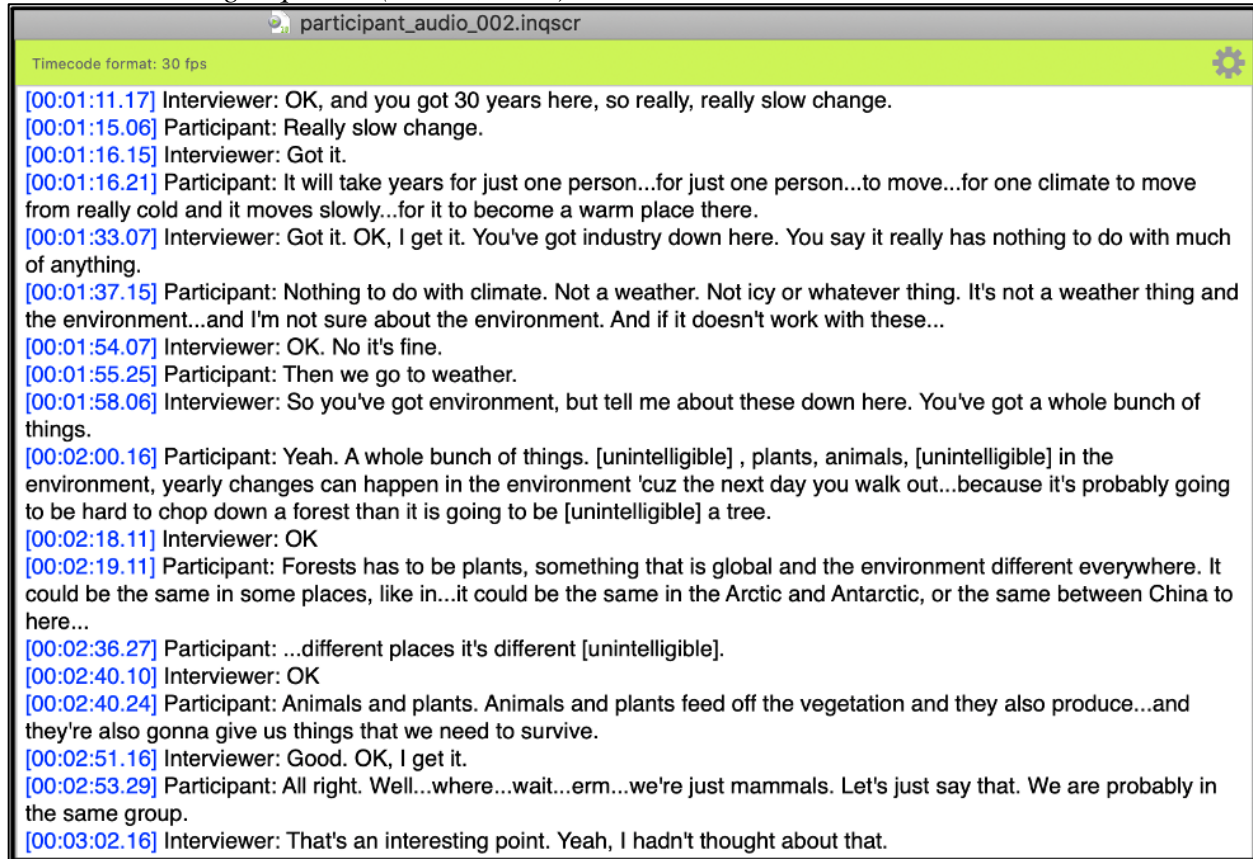 participant_audio_002.inqscr
Timecode format: 30 fps
[00:01:11.17] Interviewer: OK, and you got 30 years here, so really, really slow change.
[00:01:15.06] Participant: Really slow change.
[00:01:16.15] Interviewer: Got it.
[00:01:16.21] Participant: It will take years for just one person...for just one person...to move...for one climate to move
from really cold and it moves slowly...for it to become a warm place there.
[00:01:33.07] Interviewer: Got it. OK, I get it. You've got industry down here. You say it really has nothing to do with much
of anything.
[00:01:37.15] Participant: Nothing to do with climate. Not a weather. Not icy or whatever thing. It's not a weather thing and
the environment...and I'm not sure about the environment. And if it doesn't work with these...
[00:01:54.07] Interviewer: OK. No it's fine.
[00:01:55.25] Participant: Then we go to weather.
[00:01:58.06] Interviewer: So you've got environment, but tell me about these down here. You've got a whole bunch of
things.
[00:02:00.16] Participant: Yeah. A whole bunch of things. [unintelligible] , plants, animals, [unintelligible] in the
environment, yearly changes can happen in the environment 'cuz the next day you walk out...because it's probably going
to be hard to chop down a forest than it is going to be [unintelligible] a tree.
[00:02:18.11] Interviewer: OK
[00:02:19.11] Participant: Forests has to be plants, something that is global and the environment different everywhere. It
could be the same in some places, like in...it could be the same in the Arctic and Antarctic, or the same between China to
here...
[00:02:36.27] Participant: ...different places it's different [unintelligible].
[00:02:40.10] Interviewer: OK
[00:02:40.24] Participant: Animals and plants. Animals and plants feed off the vegetation and they also produce...and
they're also gonna give us things that we need to survive.
[00:02:51.16] Interviewer: Good. OK, I get it.
[00:02:53.29] Participant: All right. Well...where...wait...erm...we're just mammals. Let's just say that. We are probably in
the same group.
[00:03:02.16] Interviewer: That's an interesting point. Yeah, I hadn't thought about that.